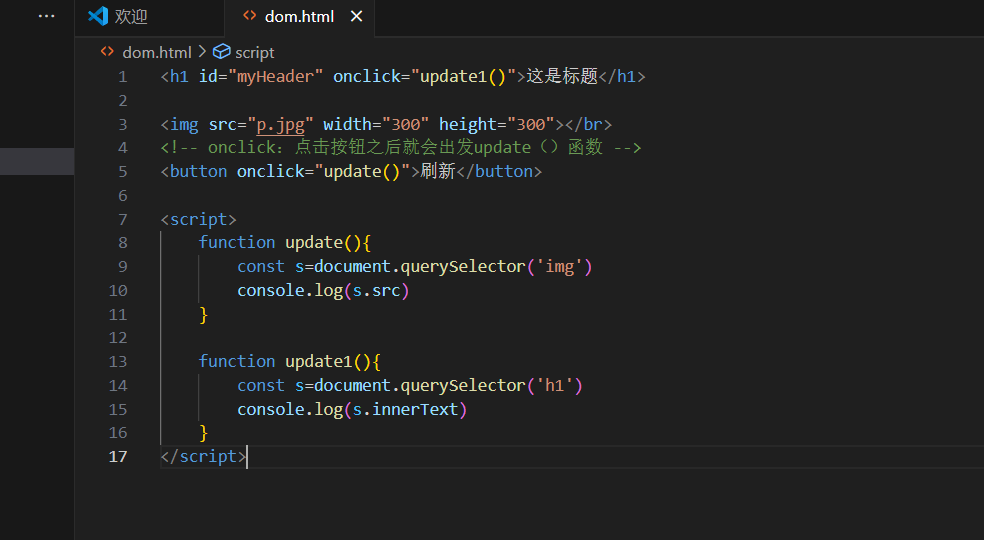 ··· 欢迎 <> dom.html ×
<> dom.html > script
1 <h1 id="myHeader" onclick="update1()">这是标题</h1>
2
3 <img src="p.jpg" width="300" height="300"></br>
4 <!-- onclick：点击按钮之后就会出发update（）函数 -->
5 <button onclick="update()">刷新</button>
6
7 <script>
8     function update(){
9         const s=document.querySelector('img')
10         console.log(s.src)
11     }
12
13     function update1(){
14         const s=document.querySelector('h1')
15         console.log(s.innerText)
16     }
17 </script>